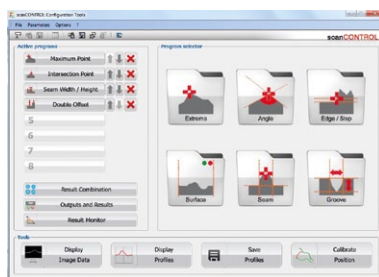 scanCONTROL Configuration Tools
File Parameters Options ?
scanCONTROL
Active programs
Maximum Point
Intersection Point
Seam Width / Height
Double Offset
5
6
7
8
Result Combination
Outputs and Results
Result Monitor
Program selector
Extrema
Angle
Edge / Step
Surface
Seam
Groove
Tools
Display
Image Data
Display
Profiles
Save
Profiles
Calibrate
Position